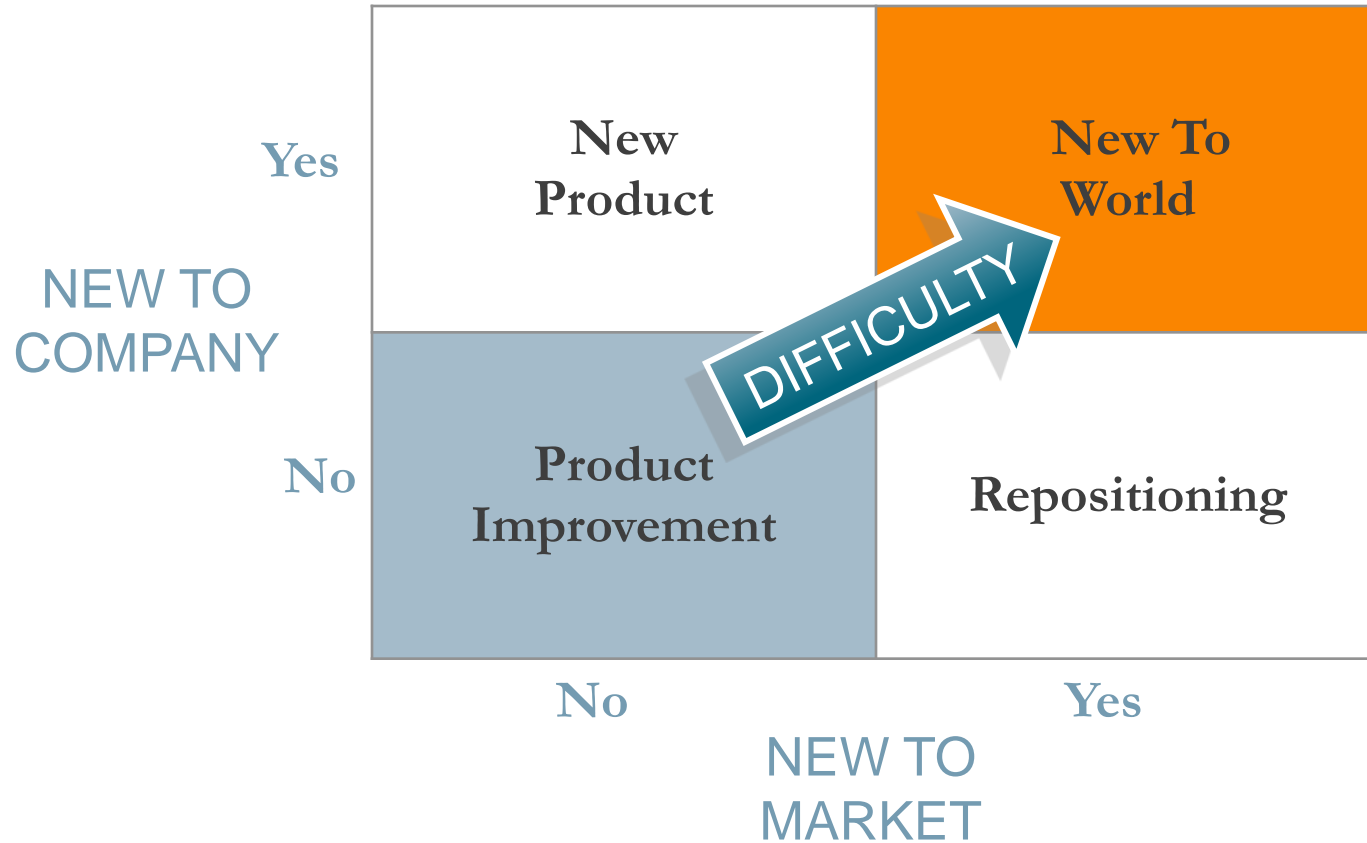 New
Product
New To
World
Yes
NEW TO
COMPANY
DIFFICULTY
No
Product
Improvement
Repositioning
No
Yes
NEW TO
MARKET